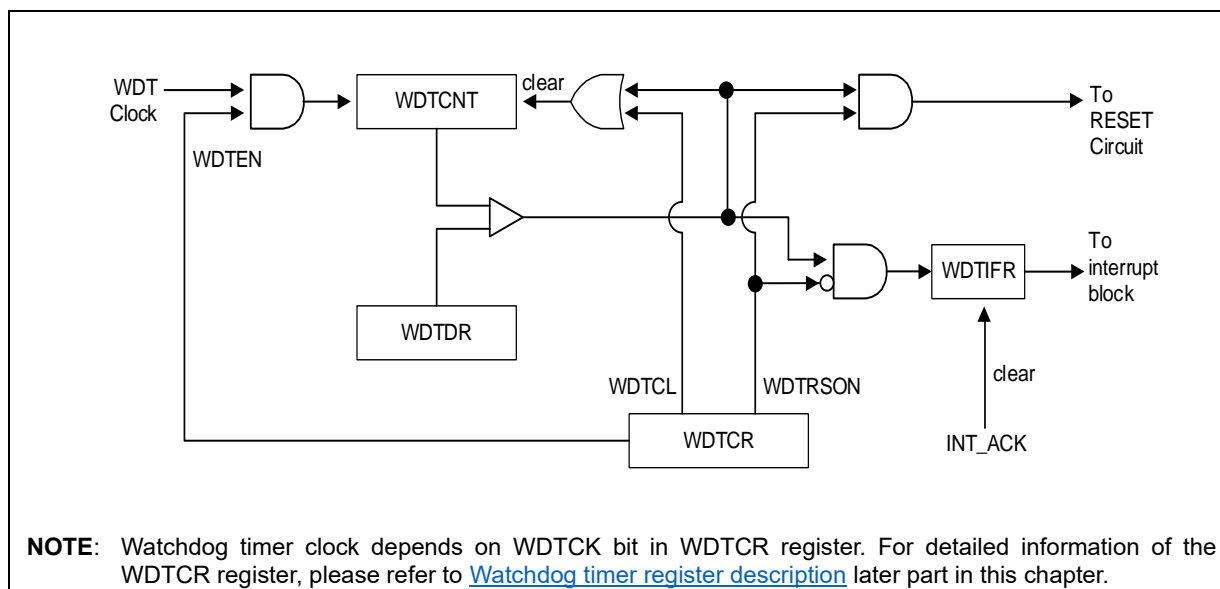 WDT
Clock
WDTCNT
clear
To
RESET
Circuit
WDTEN
To
interrupt
block
WDTIFR
WDTDR
WDTCL
WDTRSON
clear
WDTCR
INT_ACK
NOTE: Watchdog timer clock depends on WDTCK bit in WDTCR register. For detailed information of the
WDTCR register, please refer to Watchdog timer register description later part in this chapter.